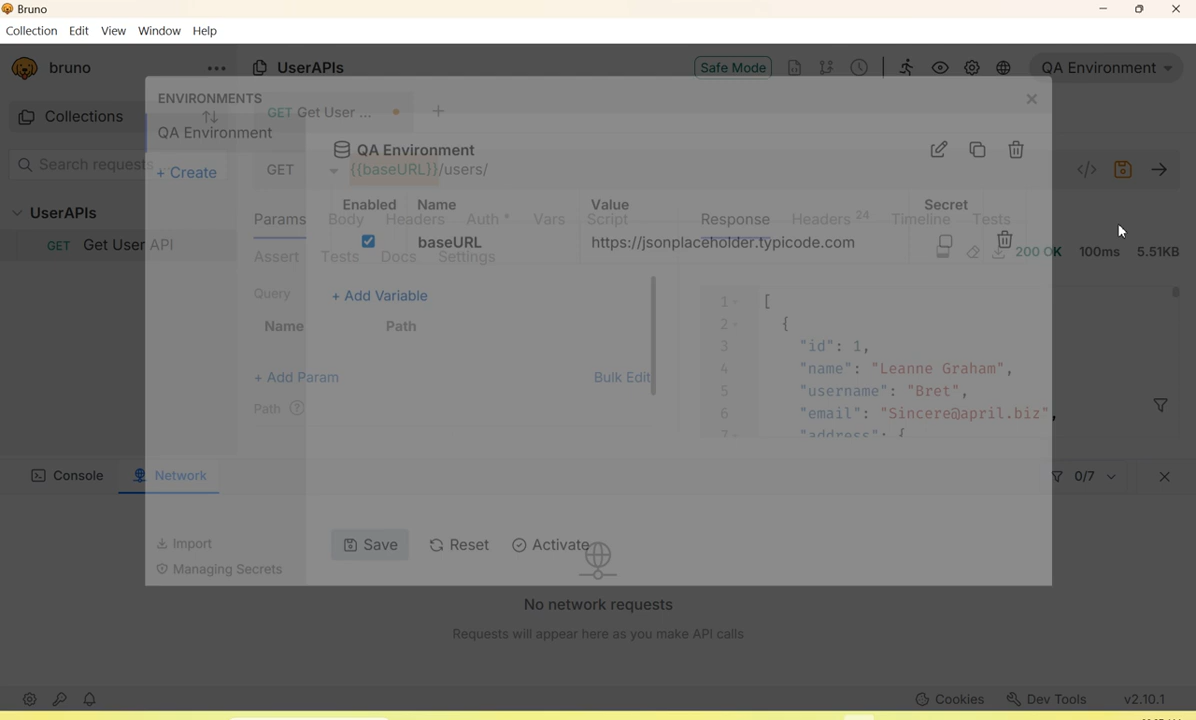 Bruno
Collection Edit View Window Help
bruno ••• UserAPIs Safe Mode QA Environment
ENVIRONMENTS
Collections GET Get User ... +
QA Environment
QA Environment
Search requests GET {{baseURL}}/users/ </>
+ Create
Enabled Name Value Secret
UserAPIs Params Body Headers Auth Vars Script Response Headers 24 Timeline Tests
GET Get User API baseURL https://jsonplaceholder.typicode.com
Assert Tests Docs Settings 200 OK 100ms 5.51KB
Query + Add Variable 1 [
Name Path 2 {
3 "id": 1,
4 "name": "Leanne Graham",
+ Add Param Bulk Edit
5 "username": "Bret",
Path ? 6 "email": "Sincere@april.biz",
7 "address": {
Console Network 0/7
Import Save Reset Activate
Managing Secrets
No network requests
Requests will appear here as you make API calls
Cookies Dev Tools v2.10.1